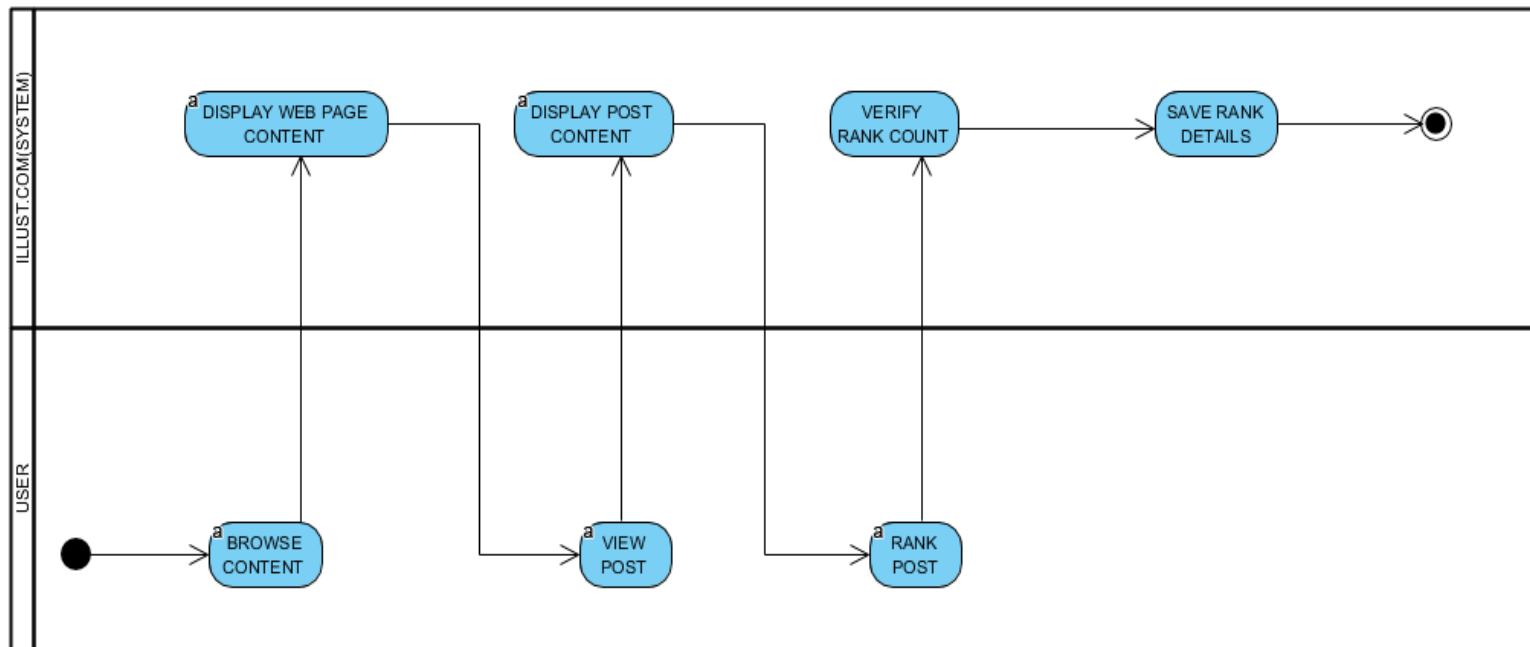 ILLUST.COM(SYSTEM)
a
DISPLAY WEB PAGE
CONTENT
a
DISPLAY POST
CONTENT
VERIFY
RANK COUNT
SAVE RANK
DETAILS
USER
a
BROWSE
CONTENT
a
VIEW
POST
a
RANK
POST